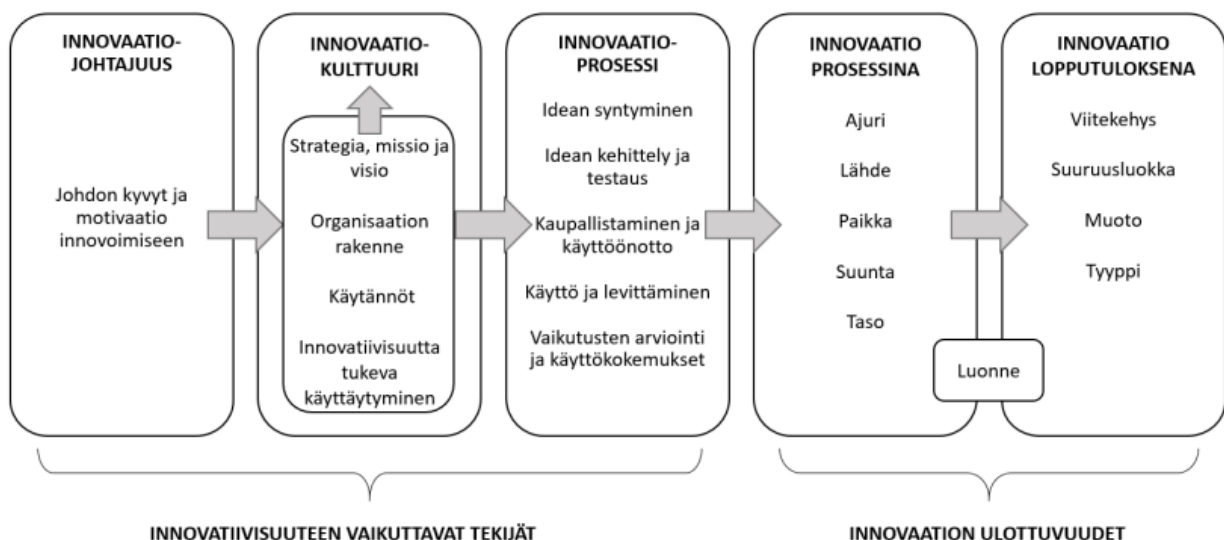 INNOVAATIO-
JOHTAJUUS
Johdon kyvyt ja
motivaatio
innovoimiseen
INNOVAATIO-
KULTTUURI
Strategia, missio ja
visio
Organisaation
rakenne
Käytännöt
Innovatiivisuutta
tukeva
käyttäytyminen
INNOVAATIO-
PROSESSI
Idean syntyminen
Idean kehittely ja
testaus
Kaupallistaminen ja
käyttöönotto
Käyttö ja levittäminen
Vaikutusten arviointi
ja käyttökokemukset
INNOVAATIO
PROSESSINA
Ajuri
Lähde
Paikka
Suunta
Taso
Luonne
INNOVAATIO
LOPPUTULOKSENA
Viitekehys
Suuruusluokka
Muoto
Tyyppi
INNOVATIIVISUUTEEN VAIKUTTAVAT TEKIJÄT
INNOVAATION ULOTTUVUUDET